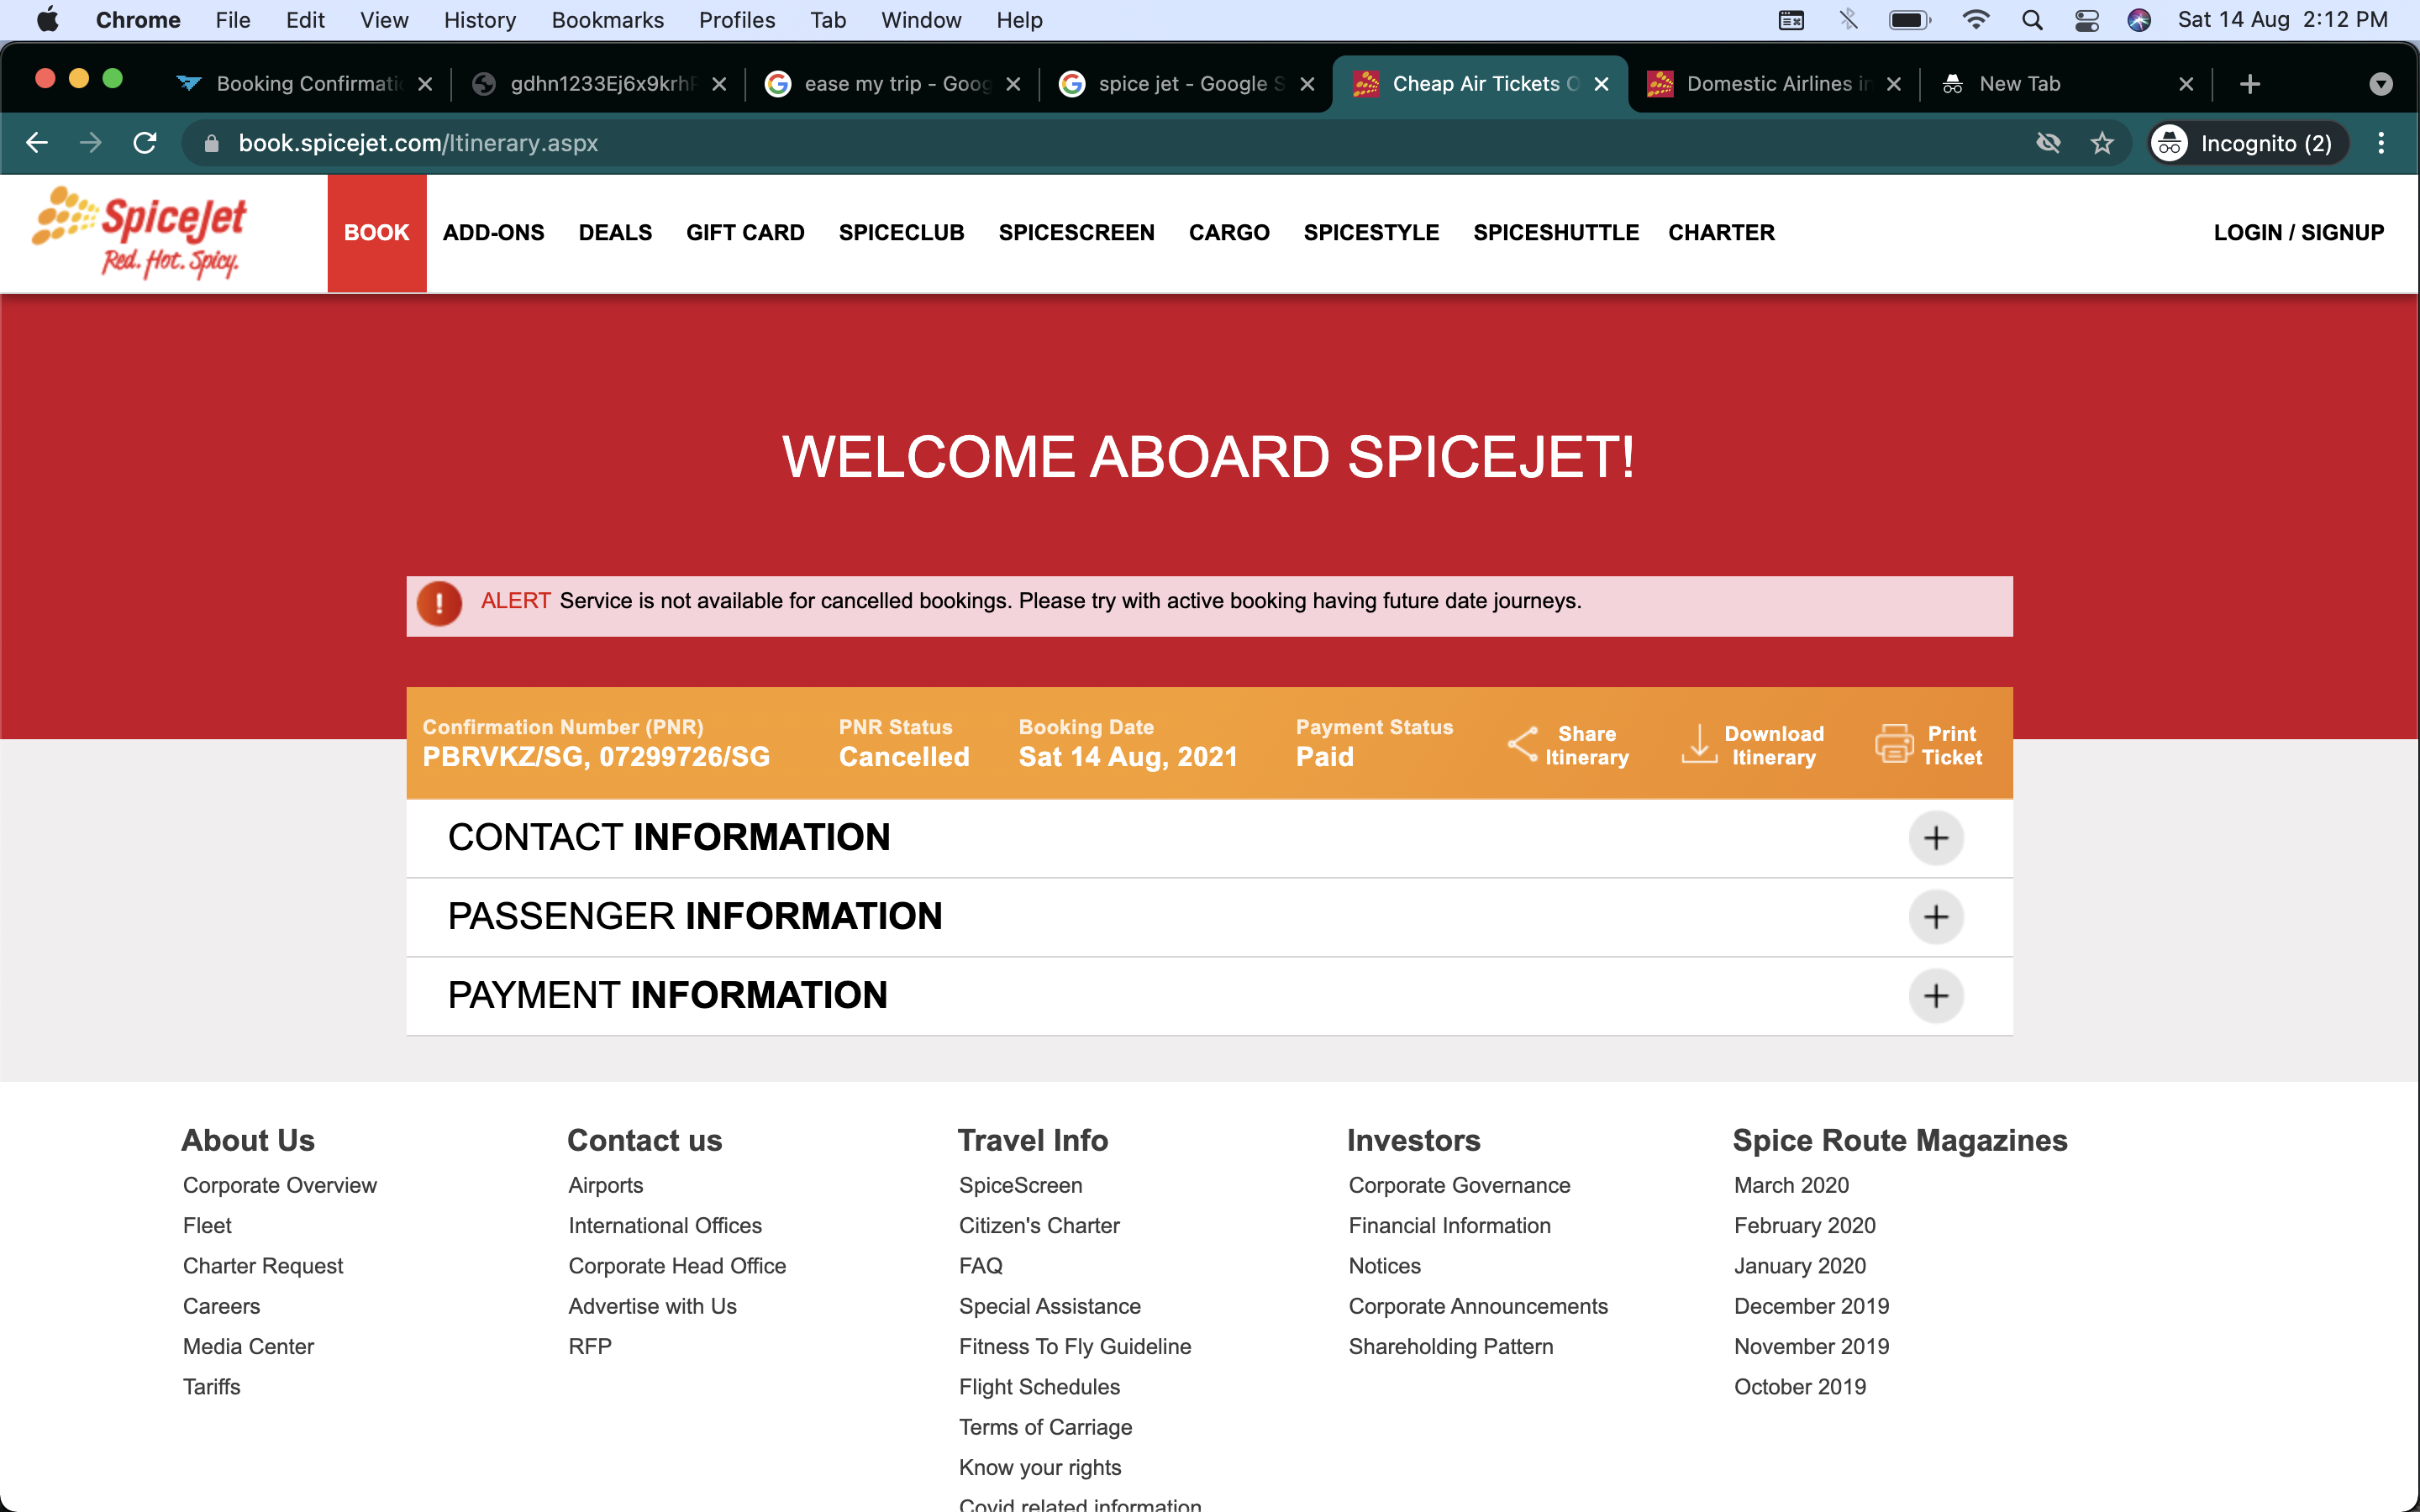 Chrome File Edit View History Bookmarks Profiles Tab Window Help Sat 14 Aug 2:12 PM
Booking Confirmati gdhn1233Ej6x9krhF ease my trip - Goog spice jet - Google S Cheap Air Tickets O Domestic Airlines in New Tab
book.spicejet.com/Itinerary.aspx Incognito (2)
SpiceJet
Red. Hot. Spicy.
BOOK ADD-ONS DEALS GIFT CARD SPICECLUB SPICESCREEN CARGO SPICESTYLE SPICESHUTTLE CHARTER LOGIN / SIGNUP
WELCOME ABOARD SPICEJET!
ALERT Service is not available for cancelled bookings. Please try with active booking having future date journeys.
Confirmation Number (PNR) PNR Status Booking Date Payment Status
PBRVKZ/SG, 07299726/SG Cancelled Sat 14 Aug, 2021 Paid
Share Itinerary
Download Itinerary
Print Ticket
CONTACT INFORMATION
PASSENGER INFORMATION
PAYMENT INFORMATION
About Us
Corporate Overview
Fleet
Charter Request
Careers
Media Center
Tariffs
Contact us
Airports
International Offices
Corporate Head Office
Advertise with Us
RFP
Travel Info
SpiceScreen
Citizen's Charter
FAQ
Special Assistance
Fitness To Fly Guideline
Flight Schedules
Terms of Carriage
Know your rights
Covid related information
Investors
Corporate Governance
Financial Information
Notices
Corporate Announcements
Shareholding Pattern
Spice Route Magazines
March 2020
February 2020
January 2020
December 2019
November 2019
October 2019